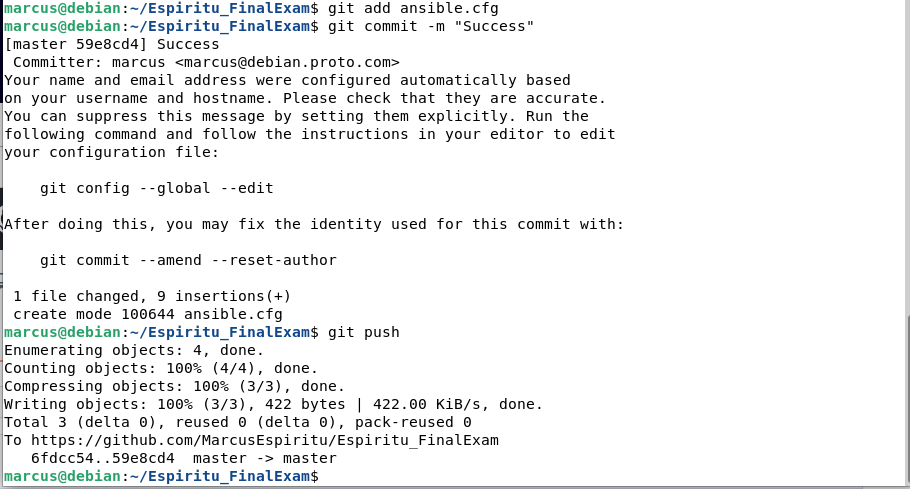 marcus@debian:~/Espiritu_FinalExam$ git add ansible.cfg
marcus@debian:~/Espiritu_FinalExam$ git commit -m "Success"
[master 59e8cd4] Success
 Committer: marcus <marcus@debian.proto.com>
Your name and email address were configured automatically based
on your username and hostname. Please check that they are accurate.
You can suppress this message by setting them explicitly. Run the
following command and follow the instructions in your editor to edit
your configuration file:

    git config --global --edit

After doing this, you may fix the identity used for this commit with:

    git commit --amend --reset-author

 1 file changed, 9 insertions(+)
 create mode 100644 ansible.cfg
marcus@debian:~/Espiritu_FinalExam$ git push
Enumerating objects: 4, done.
Counting objects: 100% (4/4), done.
Compressing objects: 100% (3/3), done.
Writing objects: 100% (3/3), 422 bytes | 422.00 KiB/s, done.
Total 3 (delta 0), reused 0 (delta 0), pack-reused 0
To https://github.com/MarcusEspiritu/Espiritu_FinalExam
   6fdcc54..59e8cd4  master -> master
marcus@debian:~/Espiritu_FinalExam$